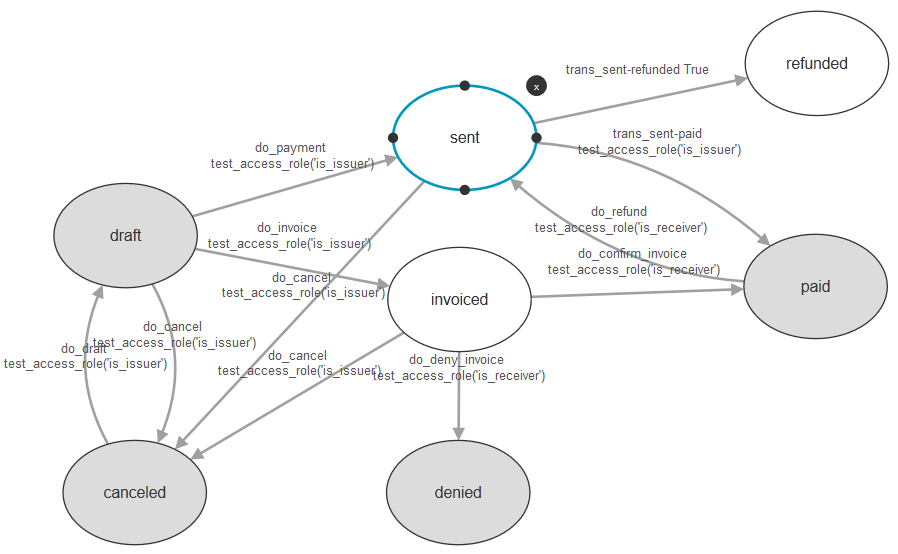 refunded
trans_sent-refunded True
x
sent
trans_sent-paid
test_access_role('is_issuer')
do_payment
test_access_role('is_issuer')
draft
do_invoice
test_access_role('is_issuer')
do_refund
test_access_role('is_receiver')
do_confirm_invoice
test_access_role('is_receiver')
do_cancel
test_access_role('is_issuer')
invoiced
paid
do_cancel
test_access_role('is_issuer')
do_draft
test_access_role('is_issuer')
do_cancel
test_access_role('is_issuer')
do_deny_invoice
test_access_role('is_receiver')
canceled
denied